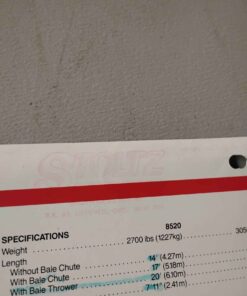 8520
SPECIFICATIONS
Weight 2700 lbs (1227kg) 305
Length
Without Bale Chute 14' (4.27m)
With Bale Chute 17' (5.18m)
With Bale Thrower 20' (6.10m)
7'11" (2.41m)